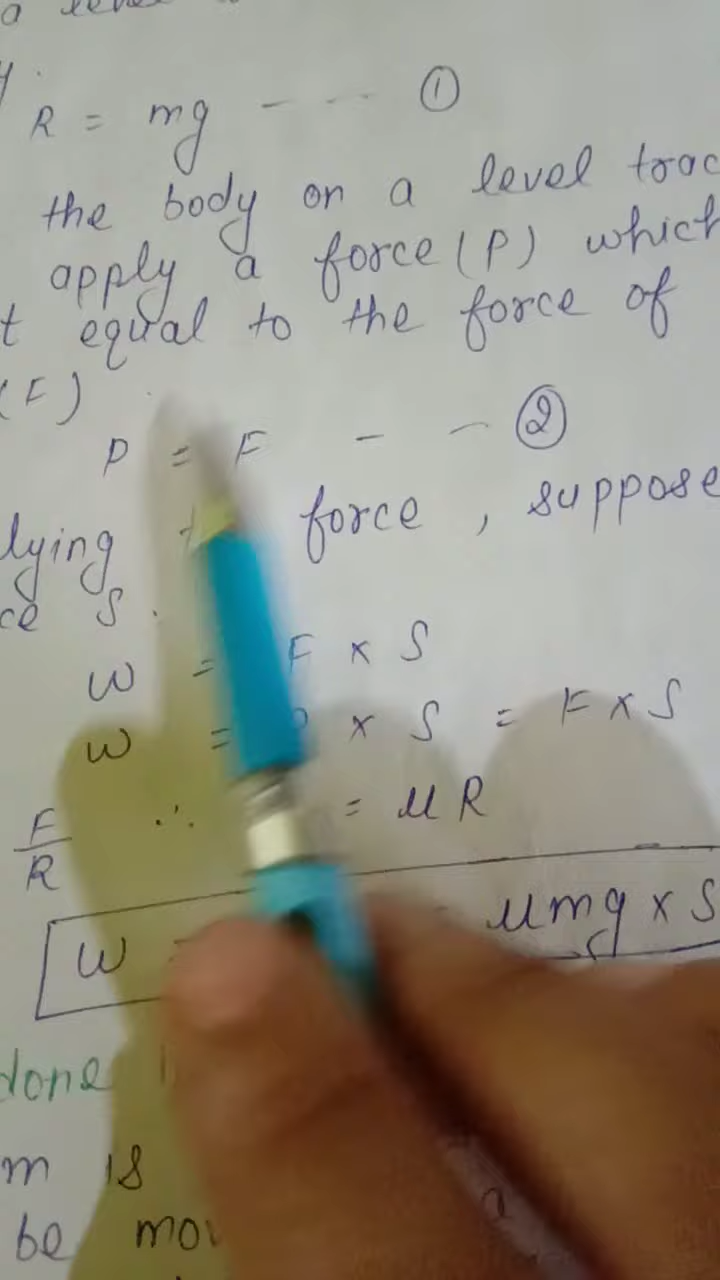 a
y.
R = mg - - - ①
the body on a level trac
apply a force (P) which
t equal to the force of
(F)
P = F - - ②
lying force, suppose
ce S.
W = F × S
W = × S = F × S
F/R ∴ = μR
W = μmg × S
done
m is
be mov